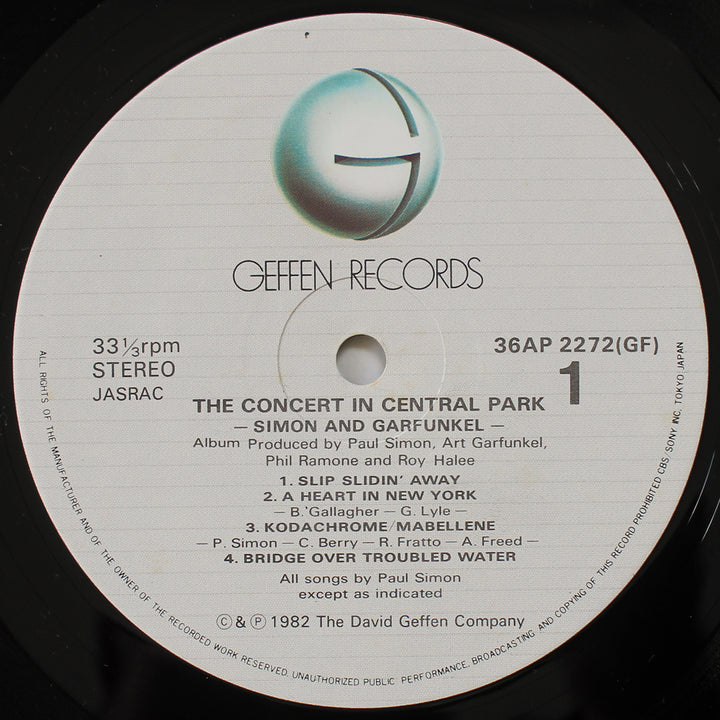 GEFFEN RECORDS
33 1/3 rpm
STEREO
JASRAC
36AP 2272(GF)
1
THE CONCERT IN CENTRAL PARK
— SIMON AND GARFUNKEL —
Album Produced by Paul Simon, Art Garfunkel,
Phil Ramone and Roy Halee
1. SLIP SLIDIN' AWAY
2. A HEART IN NEW YORK
— B.'Gallagher — G. Lyle —
3. KODACHROME/MABELLENE
— P. Simon — C. Berry — R. Fratto — A. Freed —
4. BRIDGE OVER TROUBLED WATER
All songs by Paul Simon
except as indicated
Ⓒ & Ⓟ 1982 The David Geffen Company
ALL RIGHTS OF THE MANUFACTURER AND OF THE OWNER OF THE RECORDED WORK RESERVED. UNAUTHORIZED PUBLIC PERFORMANCE, BROADCASTING AND COPYING OF THIS RECORD PROHIBITED CBS/SONY INC. TOKYO JAPAN